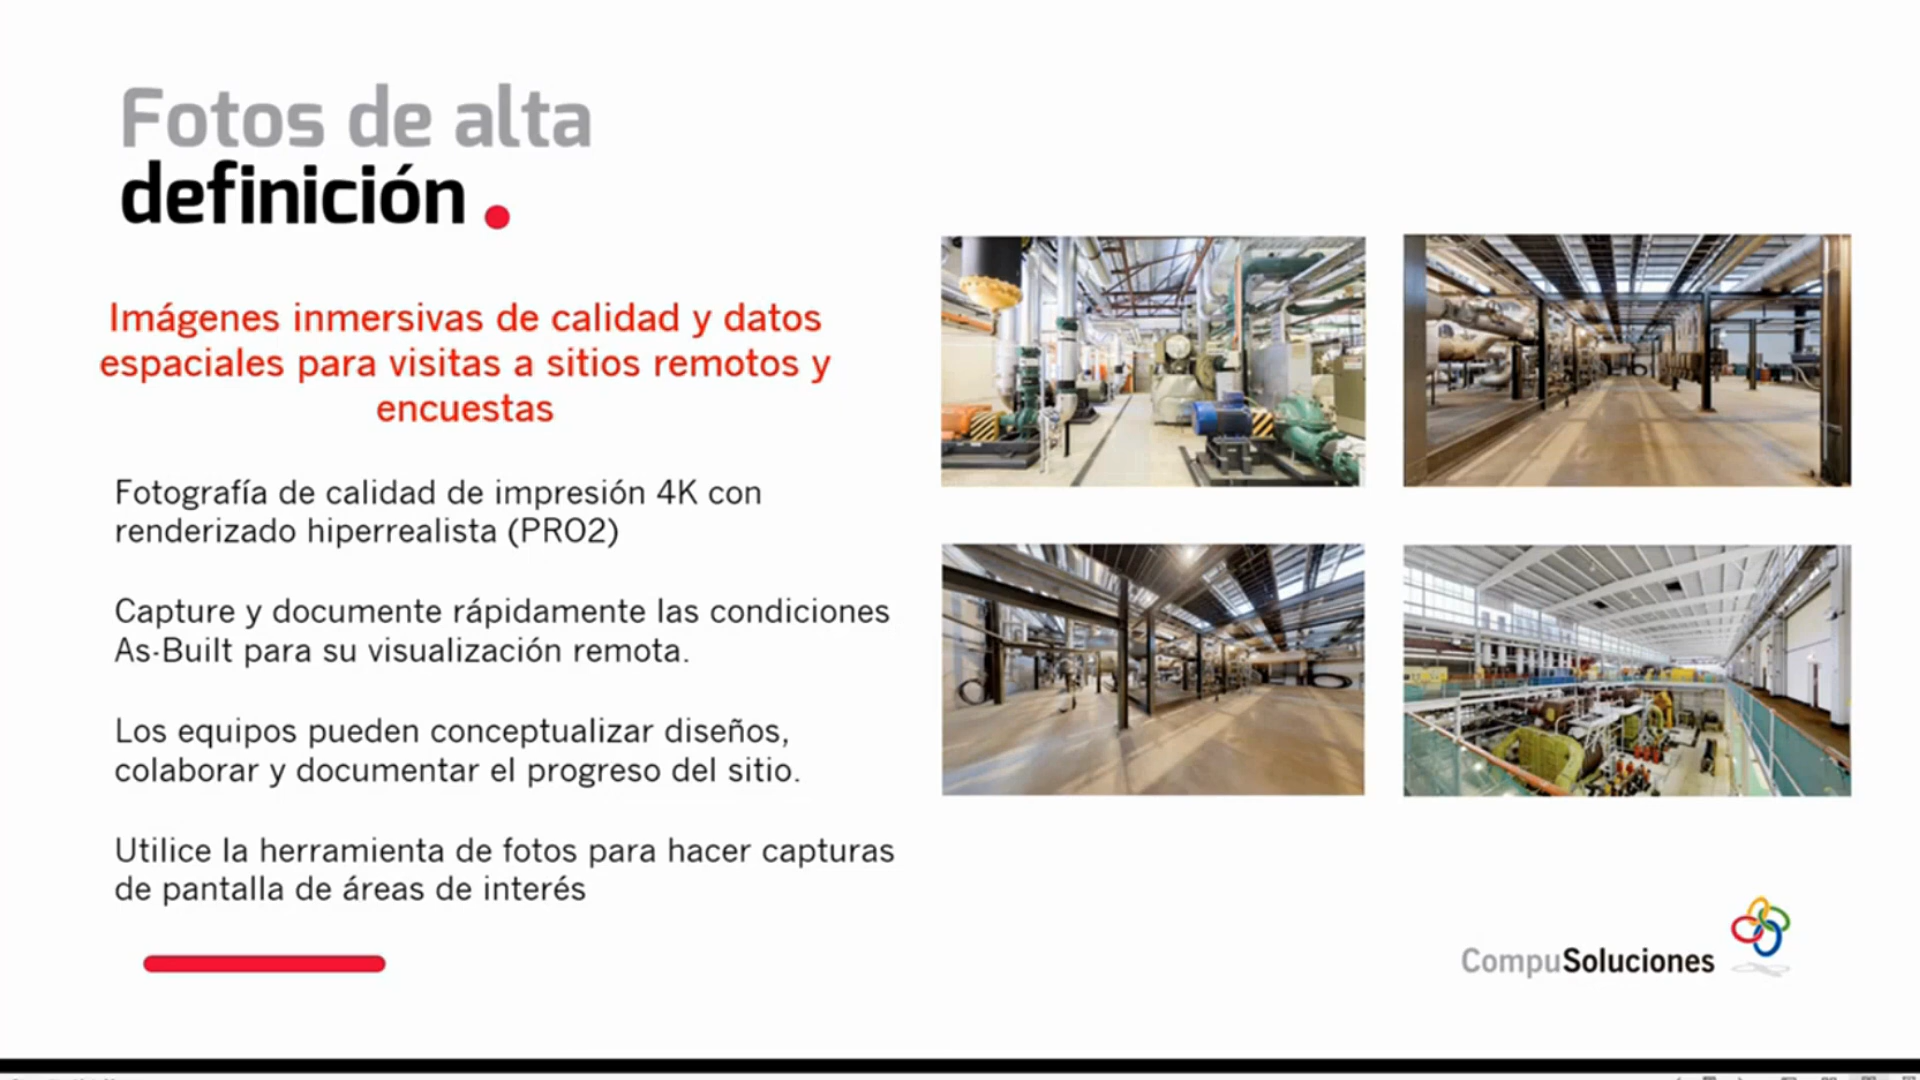 Fotos de alta
definición.
Imágenes inmersivas de calidad y datos
espaciales para visitas a sitios remotos y
encuestas
Fotografía de calidad de impresión 4K con
renderizado hiperrealista (PRO2)
Capture y documente rápidamente las condiciones
As-Built para su visualización remota.
Los equipos pueden conceptualizar diseños,
colaborar y documentar el progreso del sitio.
Utilice la herramienta de fotos para hacer capturas
de pantalla de áreas de interés
CompuSoluciones